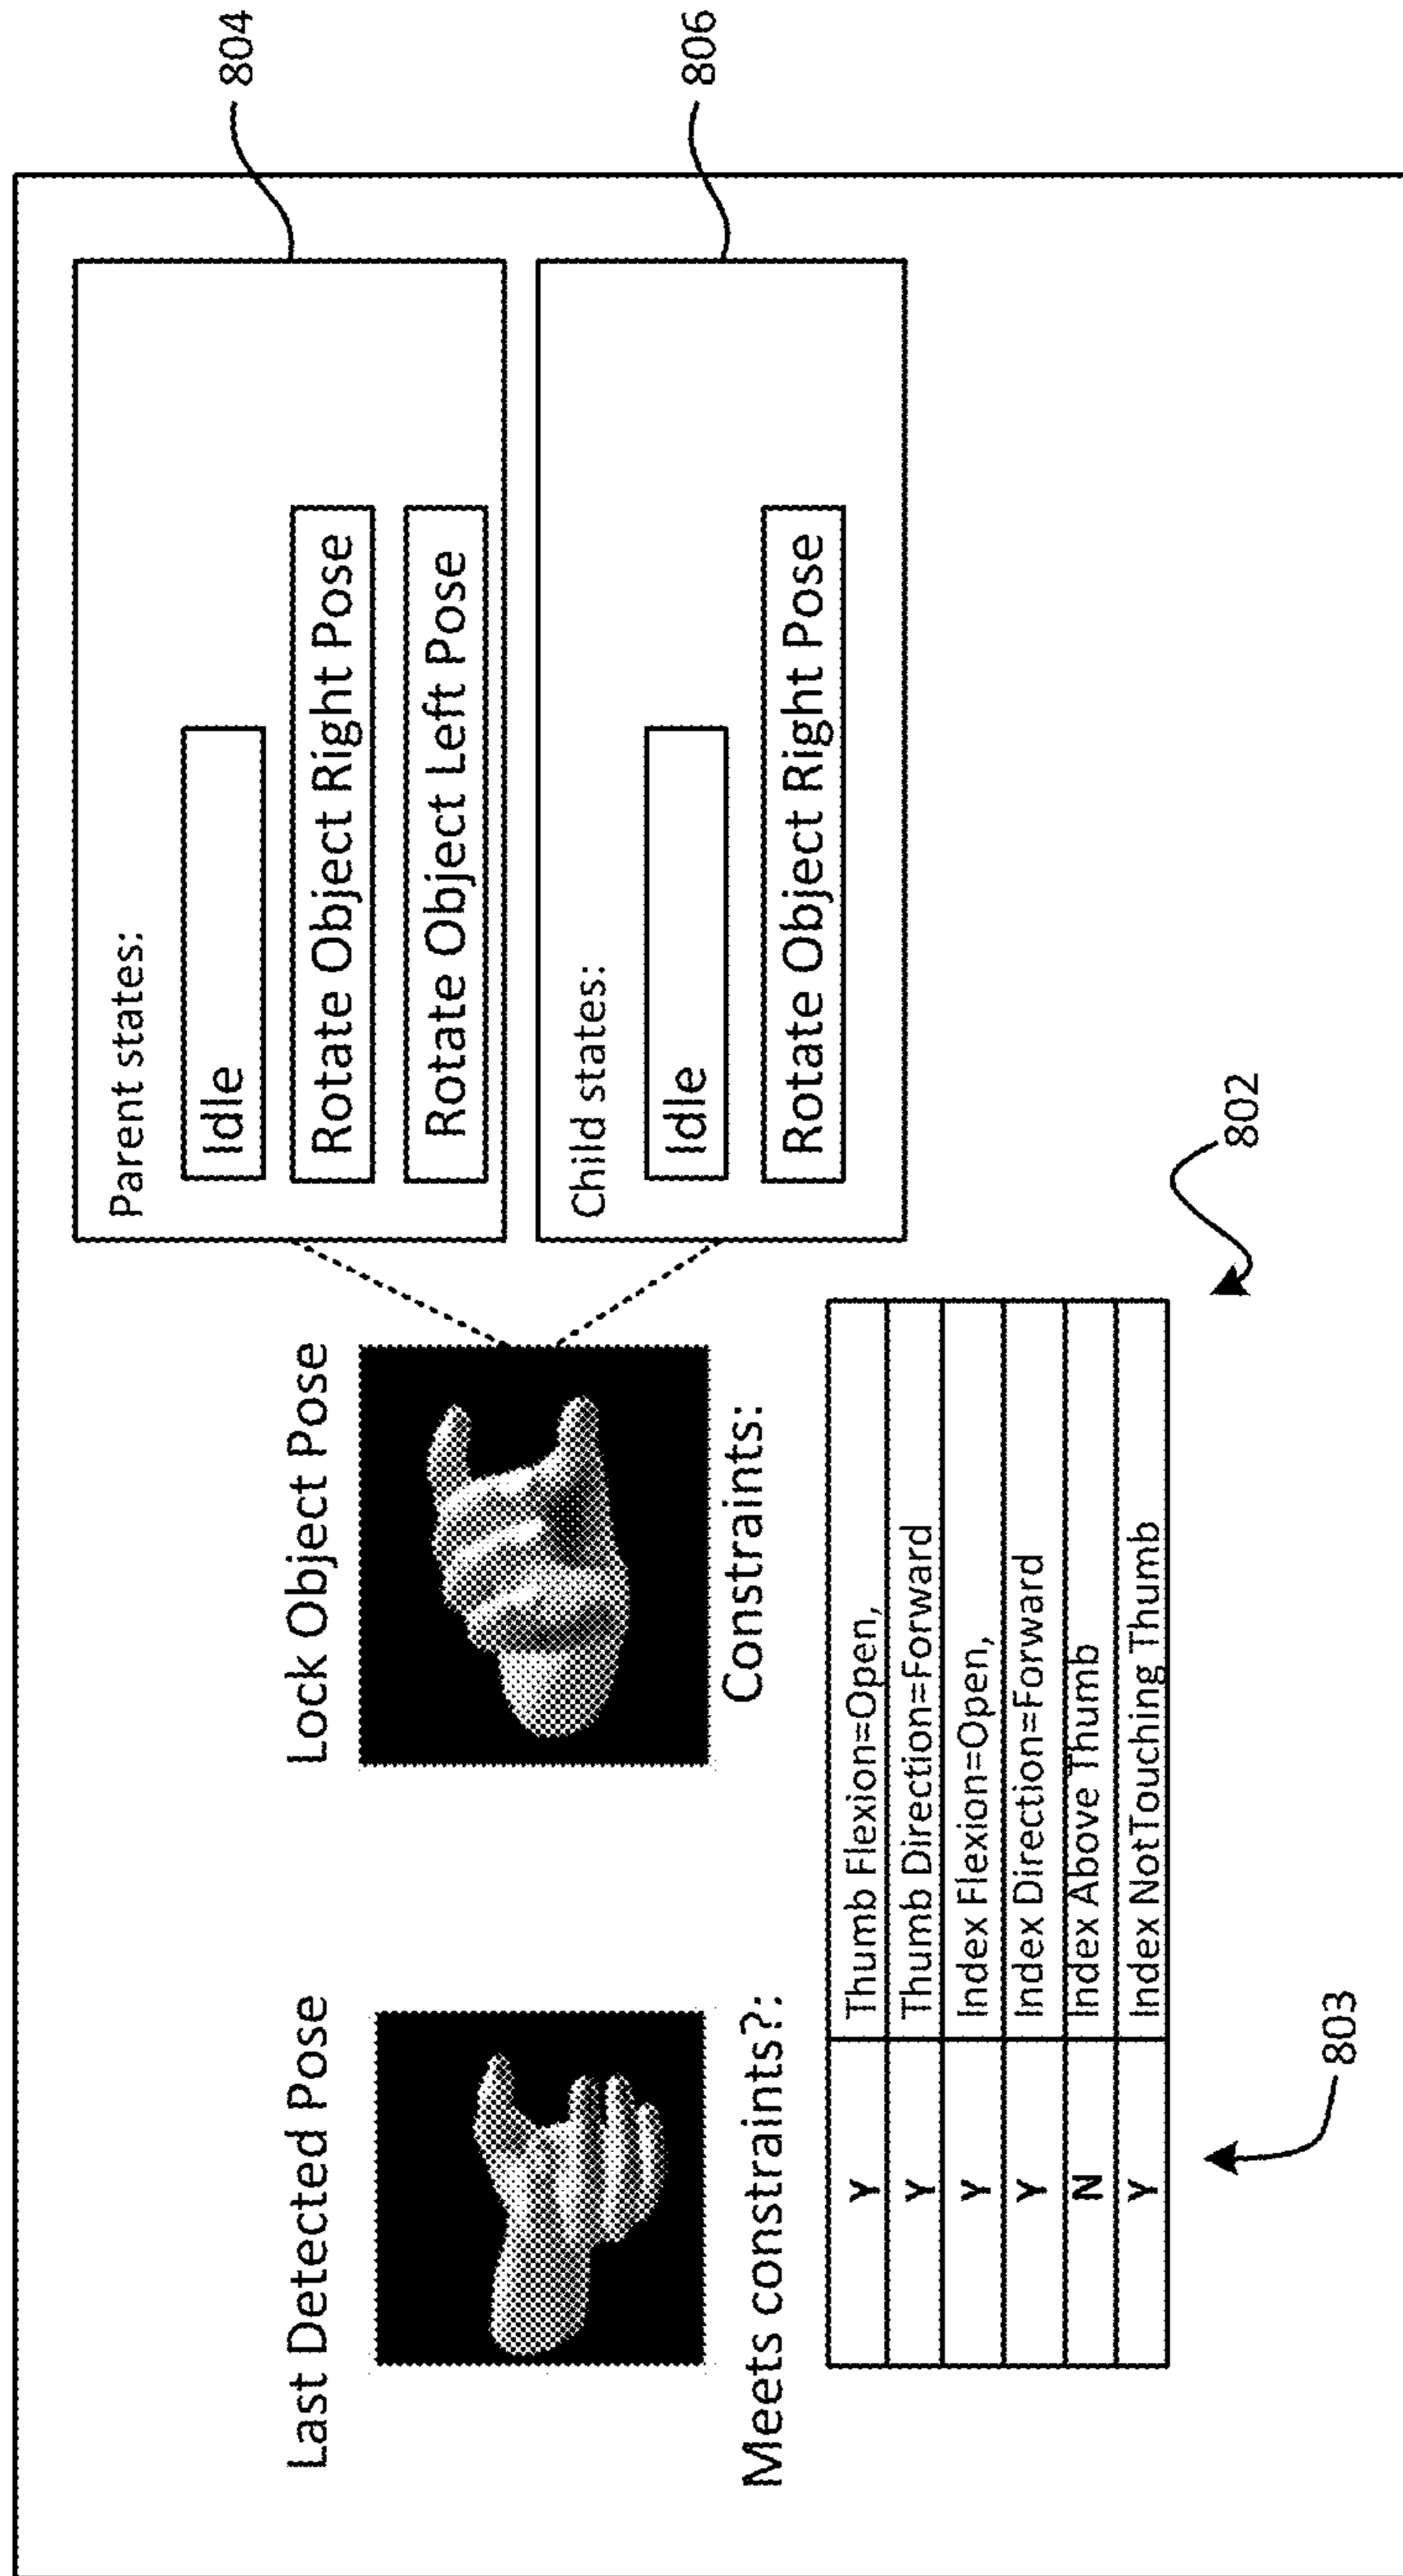 Last Detected Pose
Lock Object Pose
Meets constraints?:
Constraints:
Y Thumb Flexion=Open,
Y Thumb Direction=Forward
Y Index Flexion=Open,
Y Index Direction=Forward
N Index Above Thumb
Y Index NotTouching Thumb
803
802
Parent states:
Idle
Rotate Object Right Pose
Rotate Object Left Pose
804
Child states:
Idle
Rotate Object Right Pose
806